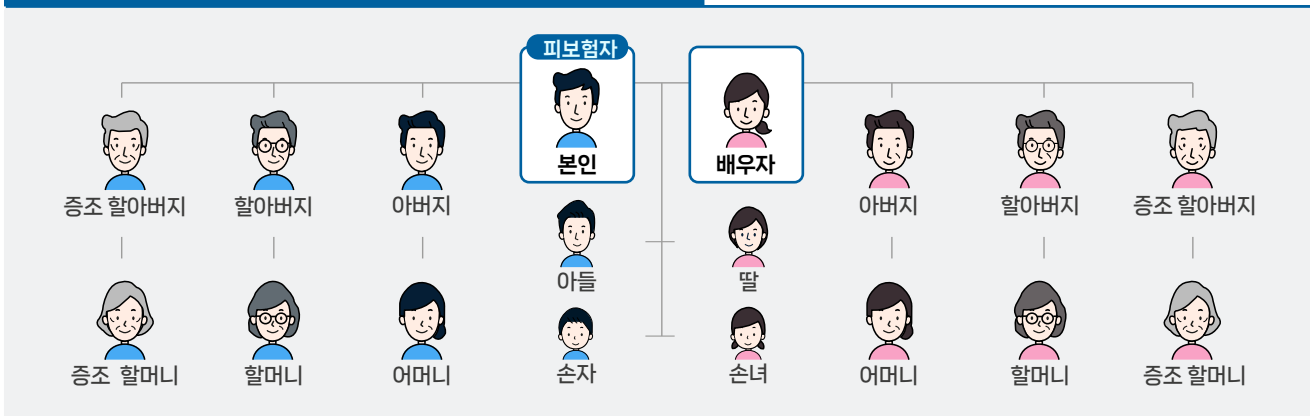 피보험자
본인
배우자
증조 할아버지
할아버지
아버지
아버지
할아버지
증조 할아버지
아들
딸
증조 할머니
할머니
어머니
손자
손녀
어머니
할머니
증조 할머니